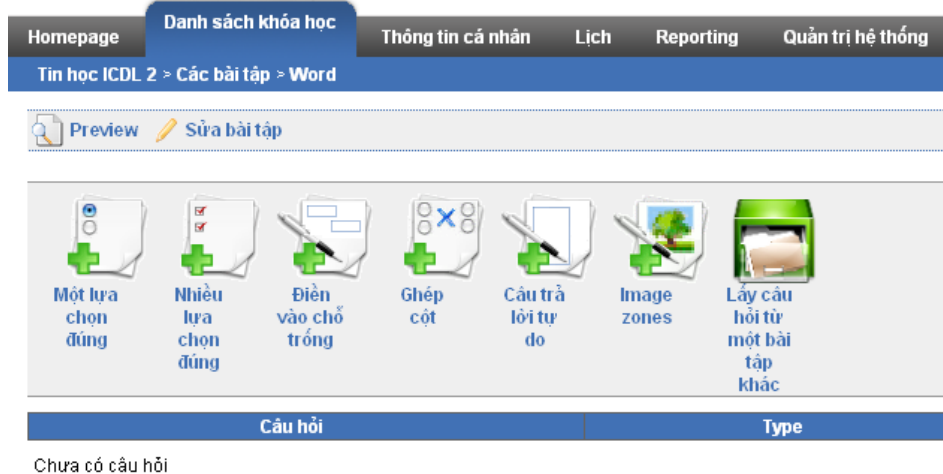 Homepage Danh sách khóa học Thông tin cá nhân Lịch Reporting Quản trị hệ thống
Tin học ICDL 2 > Các bài tập > Word
Preview Sửa bài tập
Một lựa chọn đúng
Nhiều lựa chọn đúng
Điền vào chỗ trống
Ghép cột
Câu trả lời tự do
Image zones
Lấy câu hỏi từ một bài tập khác
Câu hỏi Type
Chưa có câu hỏi